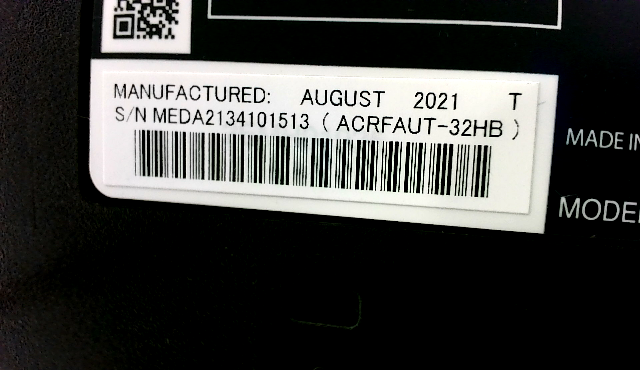 MANUFACTURED: AUGUST 2021 T
S/N MEDA2134101513 ( ACRFAUT-32HB )
MADE IN
MODEL